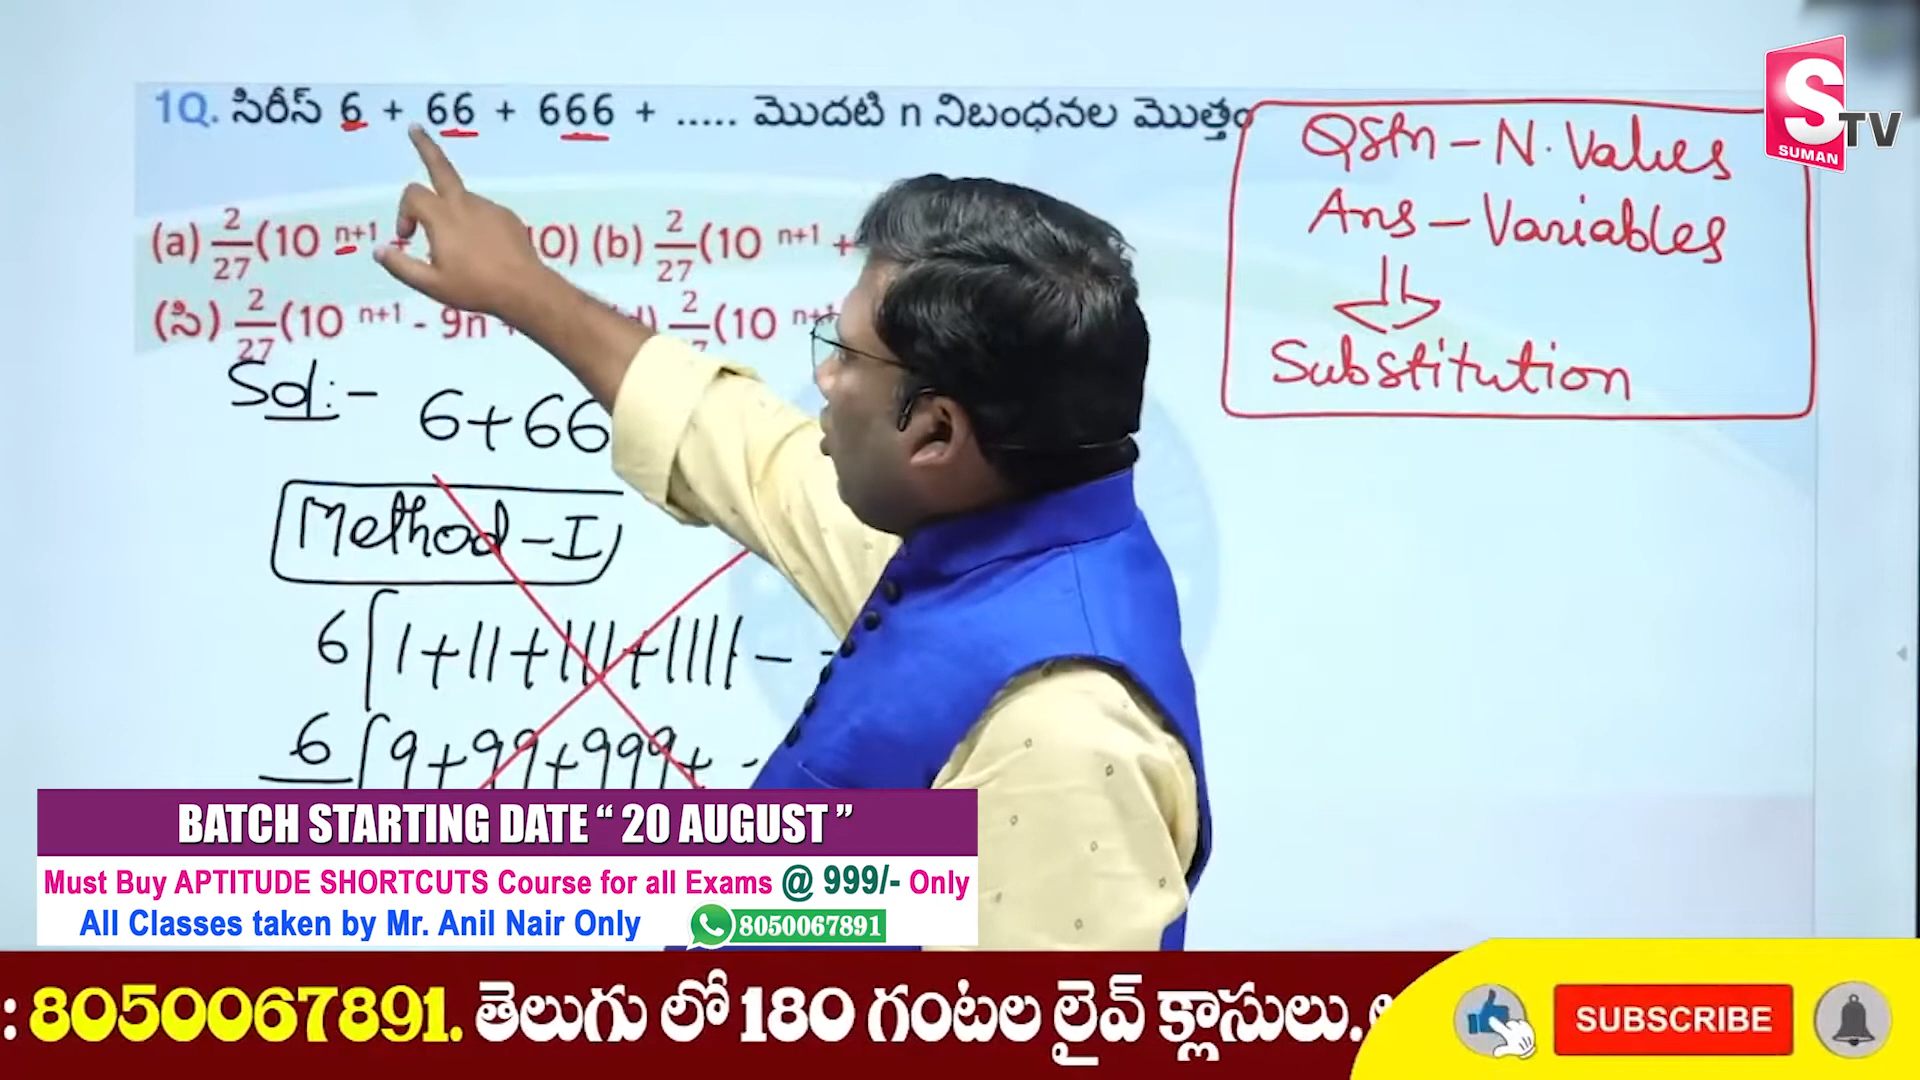 1Q. సిరీస్ 6 + 66 + 666 + ..... మొదటి n నిబంధనల మొత్తం
(a) 2/27 (10 n+1 + 10) (b) 2/27 (10 n+1 +
(సి) 2/27 (10 n+1 - 9n (10 n+1
Sol:- 6+66
Method-I
6[1+11+111+1111- -
6[9+99+999+ -
QStn - N. Values
Ans - Variables
Substitution
S TV
SUMAN
BATCH STARTING DATE “ 20 AUGUST ”
Must Buy APTITUDE SHORTCUTS Course for all Exams @ 999/- Only
All Classes taken by Mr. Anil Nair Only 8050067891
: 8050067891. తెలుగు లో 180 గంటల లైవ్ క్లాసులు.
SUBSCRIBE